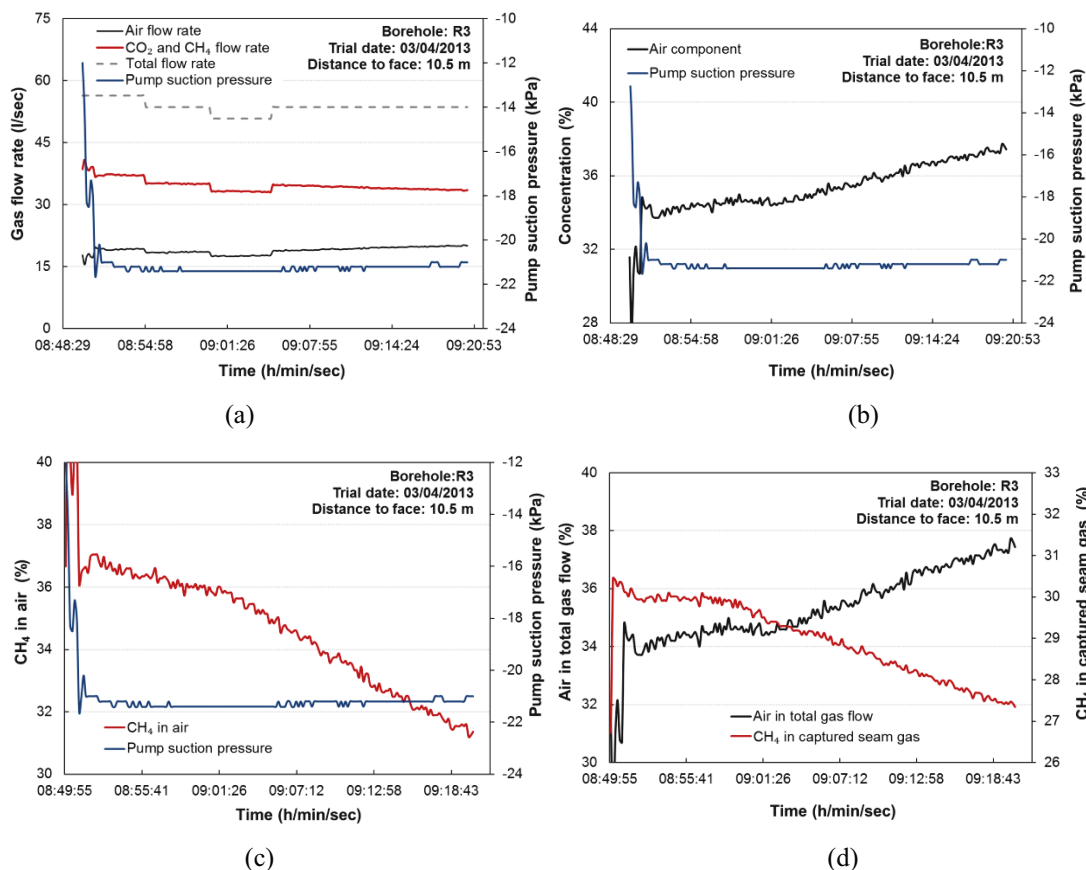 75
60
45
30
15
0
Gas flow rate (l/sec)
Air flow rate
CO₂ and CH₄ flow rate
Total flow rate
Pump suction pressure
Borehole: R3
Trial date: 03/04/2013
Distance to face: 10.5 m
-10
-12
-14
-16
-18
-20
-22
-24
Pump suction pressure (kPa)
08:48:29 08:54:58 09:01:26 09:07:55 09:14:24 09:20:53
Time (h/min/sec)
(a)
44
40
36
32
28
Concentration (%)
Air component
Pump suction pressure
Borehole:R3
Trial date: 03/04/2013
Distance to face: 10.5 m
-10
-12
-14
-16
-18
-20
-22
-24
Pump suction pressure (kPa)
08:48:29 08:54:58 09:01:26 09:07:55 09:14:24 09:20:53
Time (h/min/sec)
(b)
40
38
36
34
32
30
CH₄ in air (%)
Borehole:R3
Trial date: 03/04/2013
Distance to face: 10.5 m
CH₄ in air
Pump suction pressure
-12
-14
-16
-18
-20
-22
-24
Pump suction pressure (kPa)
08:49:55 08:55:41 09:01:26 09:07:12 09:12:58 09:18:43
Time (h/min/sec)
(c)
40
38
36
34
32
30
Air in total gas flow (%)
Borehole:R3
Trial date: 03/04/2013
Distance to face: 10.5 m
Air in total gas flow
CH₄ in captured seam gas
33
32
31
30
29
28
27
26
CH₄ in captured seam gas (%)
08:49:55 08:55:41 09:01:26 09:07:12 09:12:58 09:18:43
Time (h/min/sec)
(d)